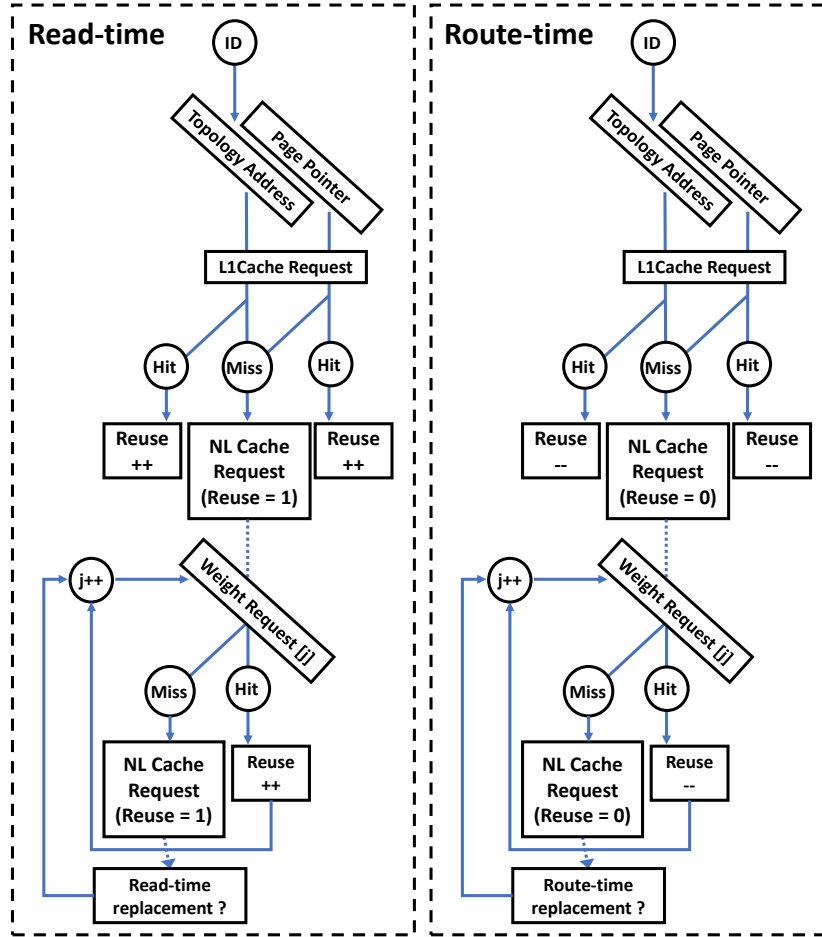 Read-time
ID
Topology Address
Page Pointer
L1Cache Request
Hit
Miss
Hit
Reuse
++
NL Cache
Request
(Reuse = 1)
Reuse
++
j++
Weight Request [j]
Miss
Hit
NL Cache
Request
(Reuse = 1)
Reuse
++
Read-time
replacement ?
Route-time
ID
Topology Address
Page Pointer
L1Cache Request
Hit
Miss
Hit
Reuse
--
NL Cache
Request
(Reuse = 0)
Reuse
--
j++
Weight Request [j]
Miss
Hit
NL Cache
Request
(Reuse = 0)
Reuse
--
Route-time
replacement ?